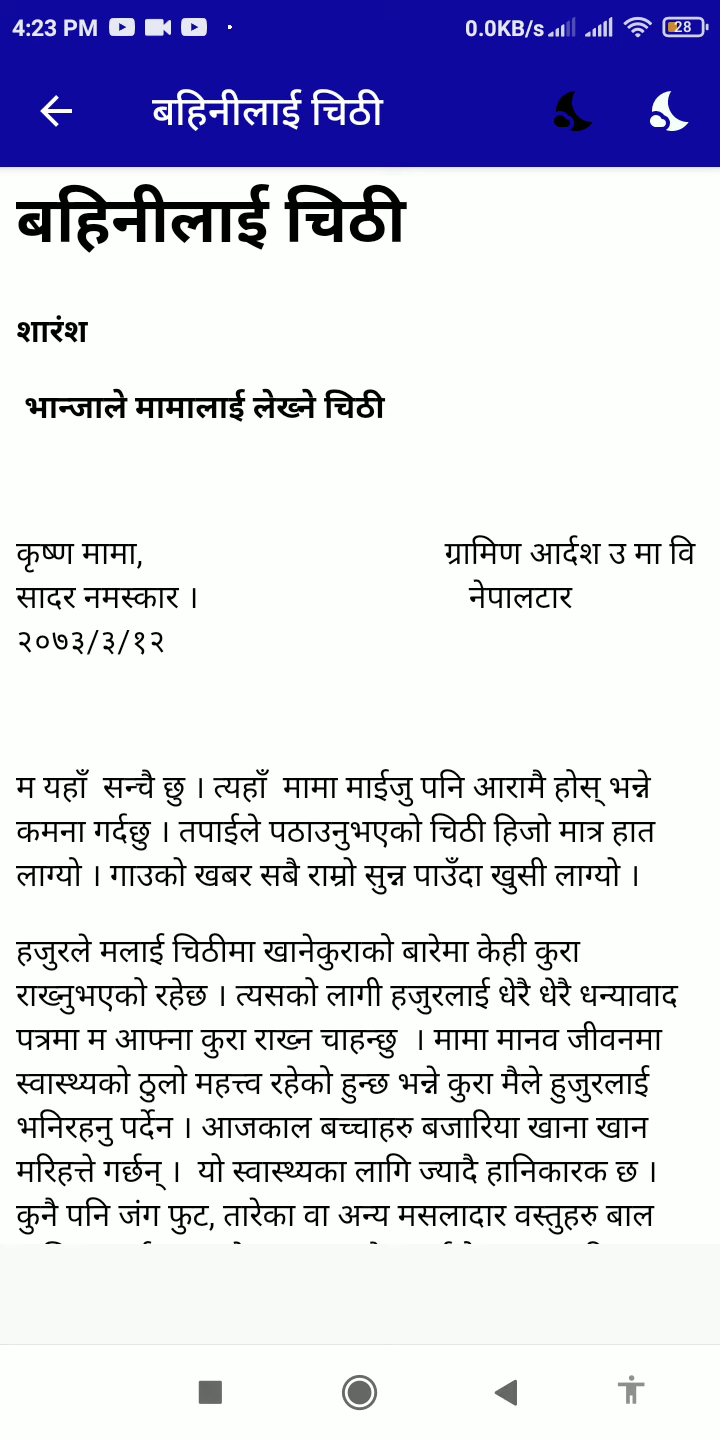 4:23 PM 0.0KB/s 28
बहिनीलाई चिठी
बहिनीलाई चिठी
शारंश
भान्जाले मामालाई लेख्ने चिठी
कृष्ण मामा, ग्रामिण आर्दश उ मा वि
सादर नमस्कार । नेपालटार
२०७३/३/१२
म यहाँ सन्चै छु । त्यहाँ मामा माईजु पनि आरामै होस् भन्ने
कमना गर्दछु । तपाईले पठाउनुभएको चिठी हिजो मात्र हात
लाग्यो । गाउको खबर सबै राम्रो सुन्न पाउँदा खुसी लाग्यो ।
हजुरले मलाई चिठीमा खानेकुराको बारेमा केही कुरा
राख्नुभएको रहेछ । त्यसको लागी हजुरलाई धेरै धेरै धन्यावाद
पत्रमा म आफ्ना कुरा राख्न चाहन्छु । मामा मानव जीवनमा
स्वास्थ्यको ठुलो महत्त्व रहेको हुन्छ भन्ने कुरा मैले हुजुरलाई
भनिरहनु पर्देन । आजकाल बच्चाहरु बजारिया खाना खान
मरिहत्ते गर्छन् । यो स्वास्थ्यका लागि ज्यादै हानिकारक छ ।
कुनै पनि जंग फुट, तारेका वा अन्य मसलादार वस्तुहरु बाल